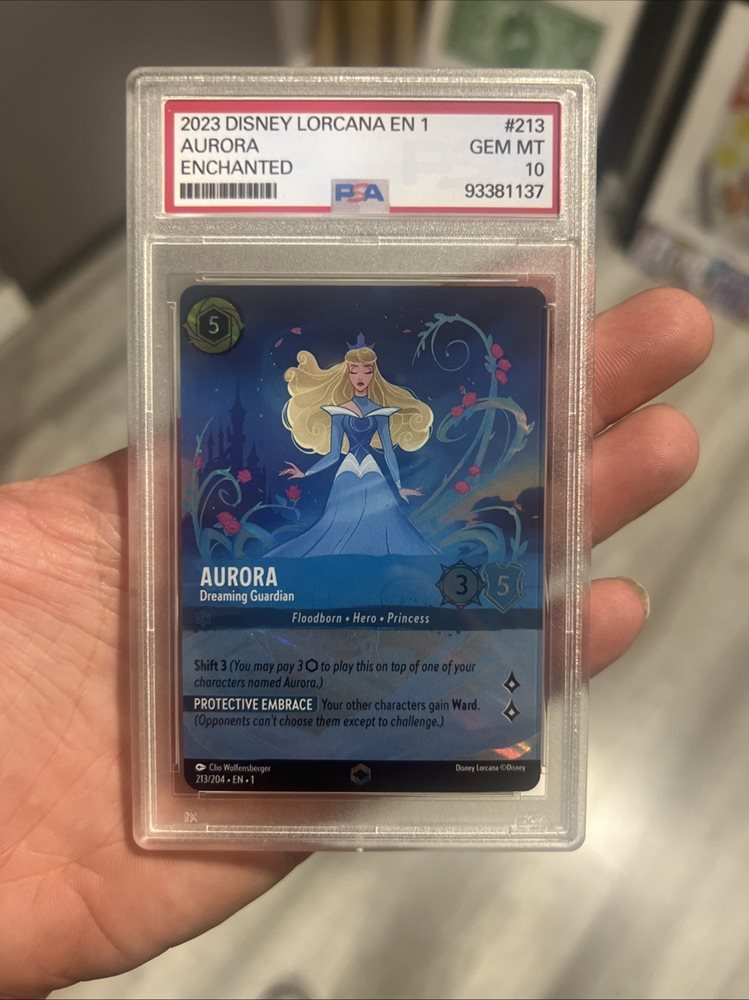 2023 DISNEY LORCANA EN 1 #213
AURORA GEM MT
ENCHANTED 10
PSA 93381137
5
AURORA
Dreaming Guardian
3 5
Floodborn • Hero • Princess
Shift 3 (You may pay 3 ⬡ to play this on top of one of your
characters named Aurora.)
PROTECTIVE EMBRACE Your other characters gain Ward.
(Opponents can't choose them except to challenge.)
Clio Wolfensberger Disney Lorcana ©Disney
213/204 • EN • 1